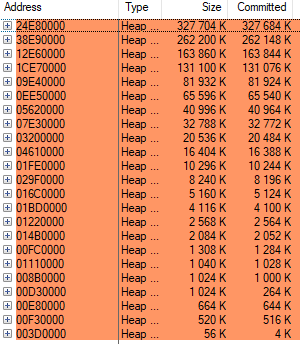 Address Type Size Committed
24E80000 Heap ... 327 704 K 327 684 K
38E90000 Heap ... 262 200 K 262 148 K
12E60000 Heap ... 163 860 K 163 844 K
1CE70000 Heap ... 131 100 K 131 076 K
09E40000 Heap ... 81 932 K 81 924 K
0EE50000 Heap ... 65 596 K 65 540 K
05620000 Heap ... 40 996 K 40 964 K
07E30000 Heap ... 32 788 K 32 772 K
03200000 Heap ... 20 536 K 20 484 K
04610000 Heap ... 16 404 K 16 388 K
01FE0000 Heap ... 10 296 K 10 244 K
029F0000 Heap ... 8 240 K 8 196 K
016C0000 Heap ... 5 160 K 5 124 K
01BD0000 Heap ... 4 116 K 4 100 K
01220000 Heap ... 2 568 K 2 564 K
014B0000 Heap ... 2 084 K 2 052 K
00FC0000 Heap ... 1 308 K 1 284 K
01110000 Heap ... 1 040 K 1 028 K
008B0000 Heap ... 1 024 K 1 000 K
00D30000 Heap ... 1 024 K 264 K
00E80000 Heap ... 664 K 644 K
00F30000 Heap ... 520 K 516 K
003D0000 Heap ... 56 K 4 K